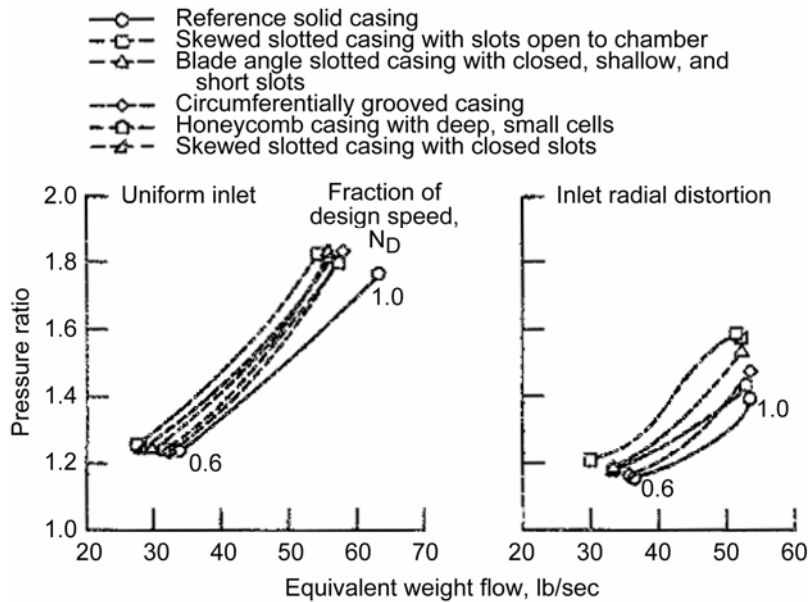 Reference solid casing
Skewed slotted casing with slots open to chamber
Blade angle slotted casing with closed, shallow, and
short slots
Circumferentially grooved casing
Honeycomb casing with deep, small cells
Skewed slotted casing with closed slots
Uniform inlet
Fraction of
design speed,
ND
Inlet radial distortion
2.0
1.8
1.6
1.4
1.2
1.0
Pressure ratio
1.0
0.6
1.0
0.6
20 30 40 50 60 70
20 30 40 50 60
Equivalent weight flow, lb/sec